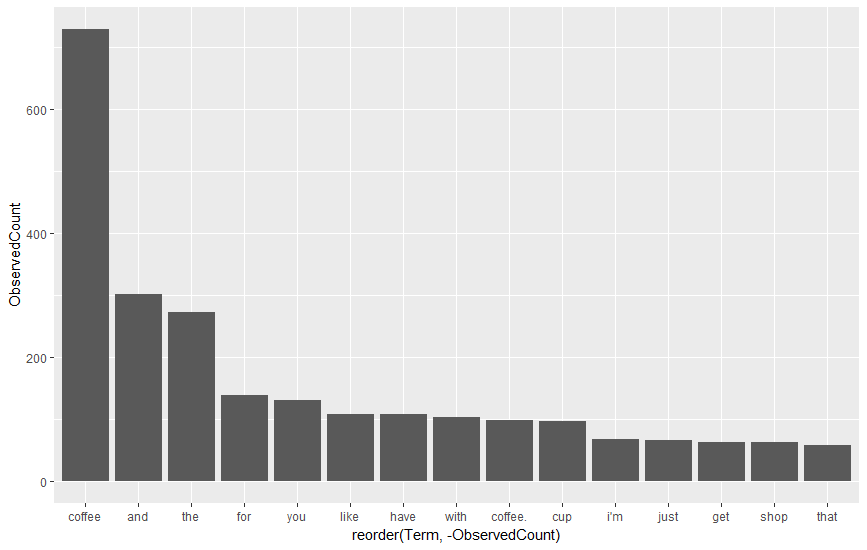 ObservedCount
600
400
200
0
coffee and the for you like have with coffee. cup i'm just get shop that
reorder(Term, -ObservedCount)